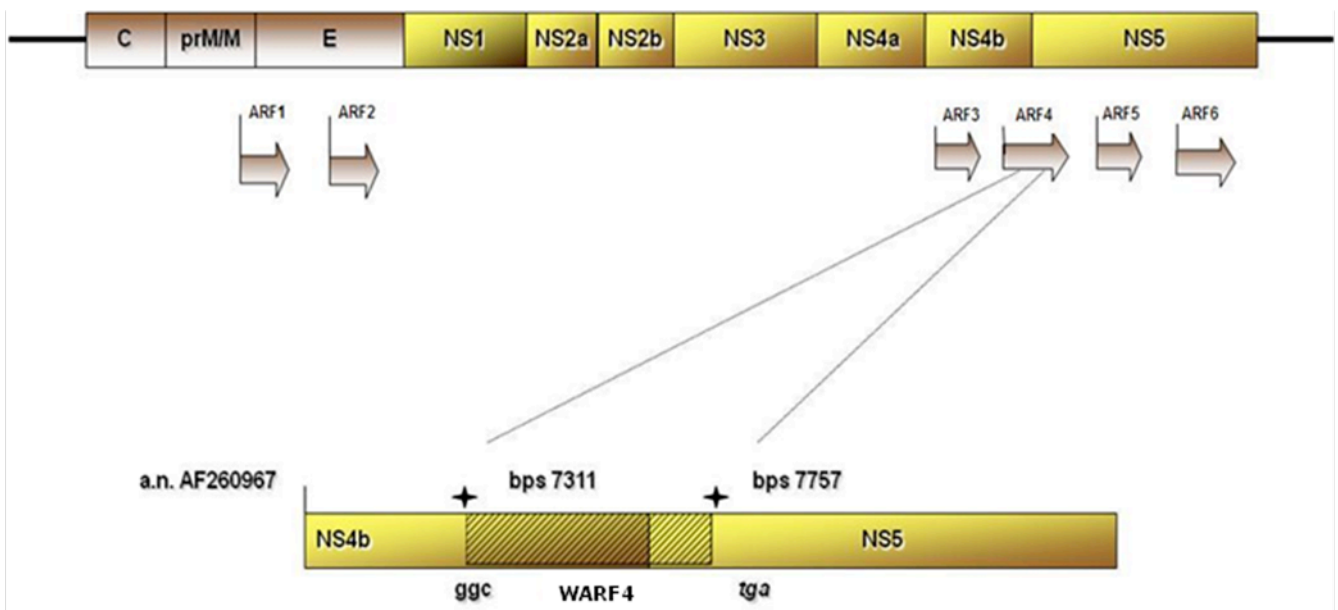 C prM/M E NS1 NS2a NS2b NS3 NS4a NS4b NS5
ARF1 ARF2 ARF3 ARF4 ARF5 ARF6
a.n. AF260967 bps 7311 bps 7757
NS4b NS5
ggc WARF4 tga